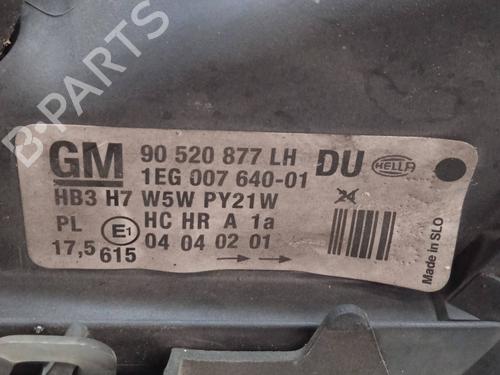 GM 90 520 877 LH DU HELLA
1EG 007 640-01
HB3 H7 W5W PY21W 24
PL E1 HC HR A 1a
17,5 615 04 04 02 01
Made in SLO
B-PARTS